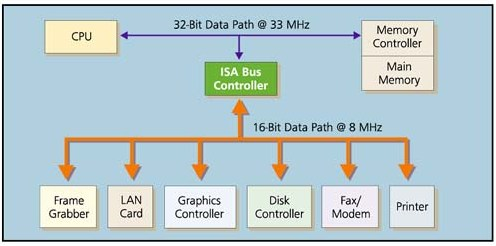 CPU
32-Bit Data Path @ 33 MHz
Memory
Controller
Main
Memory
ISA Bus
Controller
16-Bit Data Path @ 8 MHz
Frame
Grabber
LAN
Card
Graphics
Controller
Disk
Controller
Fax/
Modem
Printer